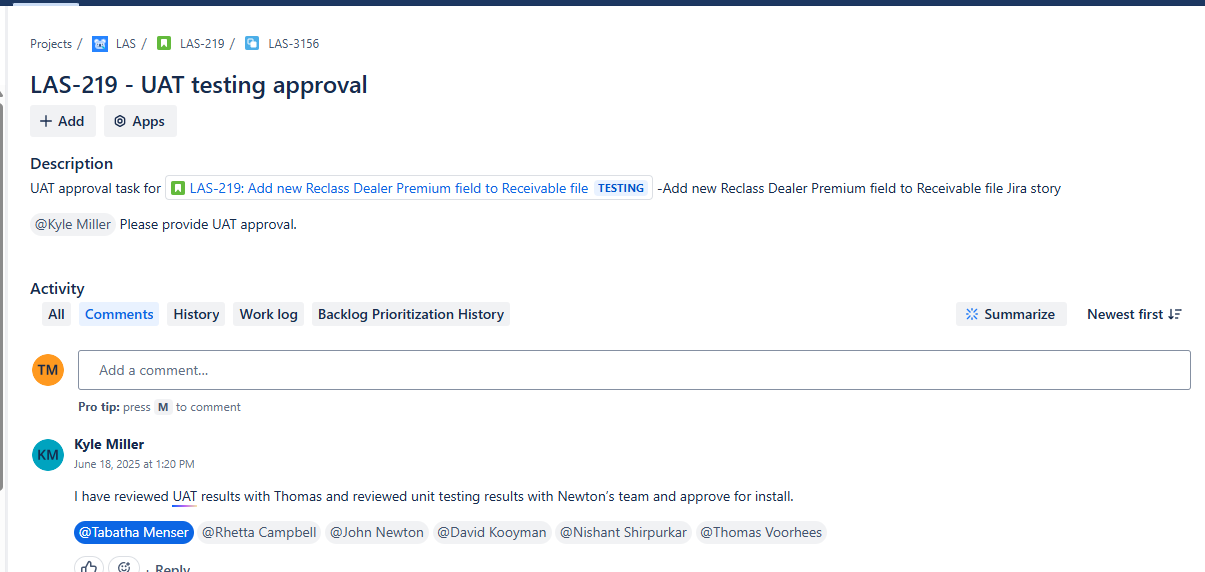 Projects / LAS / LAS-219 / LAS-3156
LAS-219 - UAT testing approval
+ Add Apps
Description
UAT approval task for LAS-219: Add new Reclass Dealer Premium field to Receivable file TESTING -Add new Reclass Dealer Premium field to Receivable file Jira story
@Kyle Miller Please provide UAT approval.
Activity
All Comments History Work log Backlog Prioritization History Summarize Newest first
TM Add a comment...
Pro tip: press M to comment
KM Kyle Miller
June 18, 2025 at 1:20 PM
I have reviewed UAT results with Thomas and reviewed unit testing results with Newton’s team and approve for install.
@Tabatha Menser @Rhetta Campbell @John Newton @David Kooyman @Nishant Shirpurkar @Thomas Voorhees
· Reply